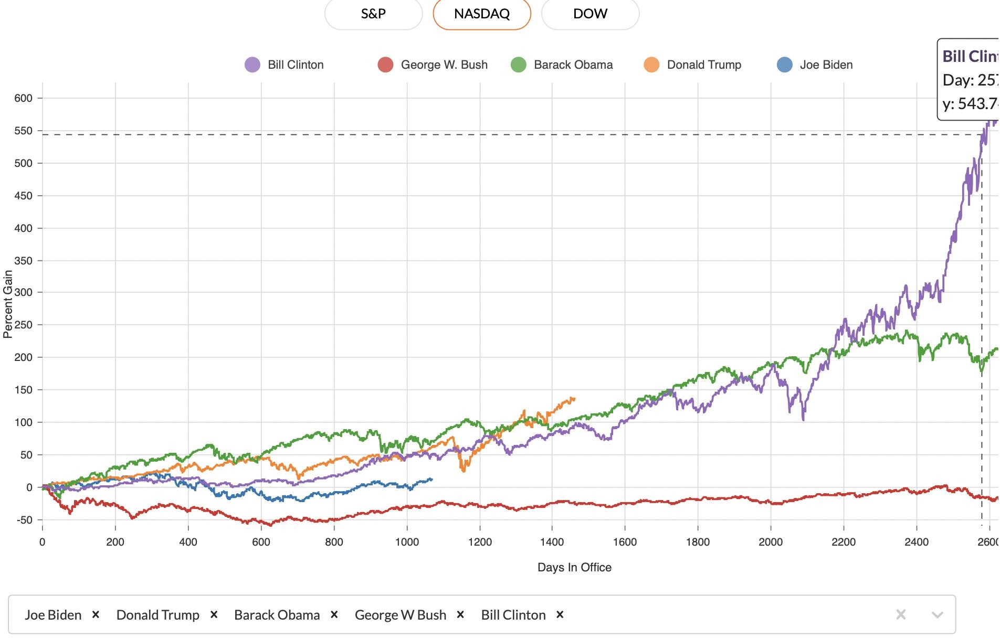 S&P NASDAQ DOW
Bill Clinton George W. Bush Barack Obama Donald Trump Joe Biden
Bill Clin
Day: 257
y: 543.7
600
550
500
450
400
350
300
250
200
150
100
50
0
-50
Percent Gain
0 200 400 600 800 1000 1200 1400 1600 1800 2000 2200 2400 2600
Days In Office
Joe Biden × Donald Trump × Barack Obama × George W Bush × Bill Clinton ×